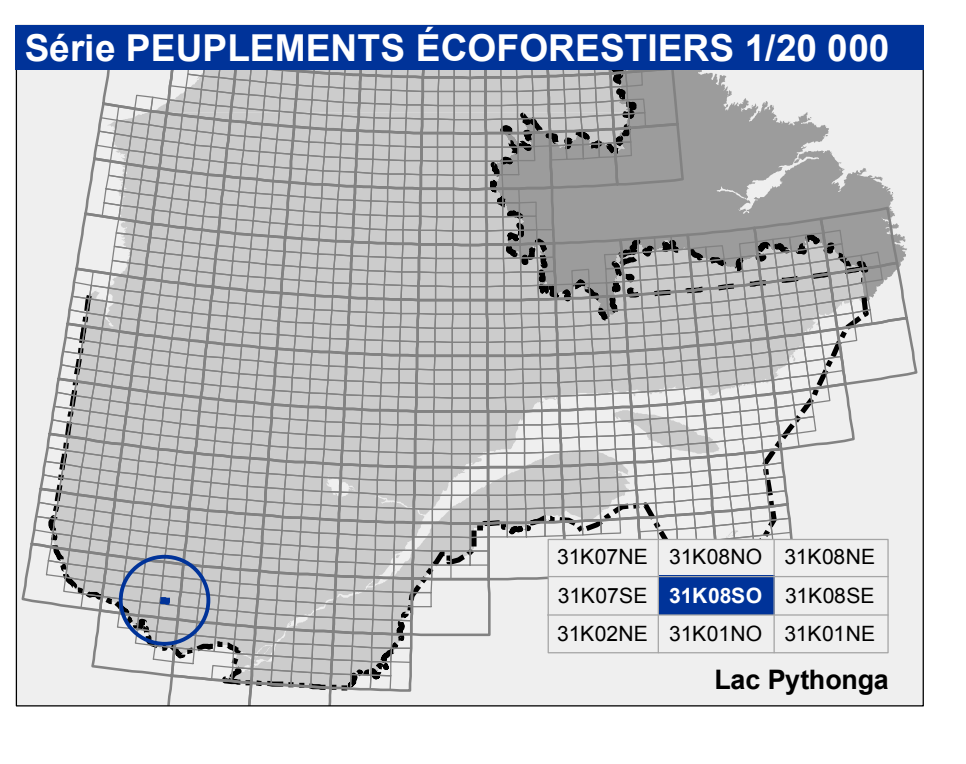 Série PEUPLEMENTS ÉCOFORESTIERS 1/20 000
31K07NE 31K08NO 31K08NE
31K07SE 31K08SO 31K08SE
31K02NE 31K01NO 31K01NE
Lac Pythonga